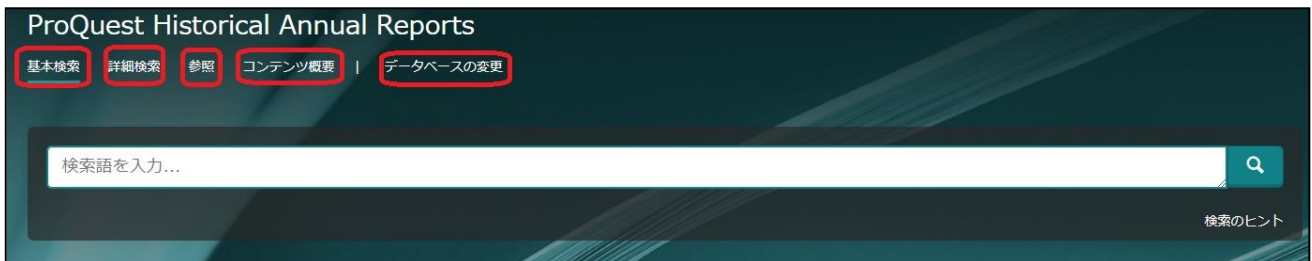 ProQuest Historical Annual Reports
基本検索 詳細検索 参照 コンテンツ概要 | データベースの変更
検索語を入力...
検索のヒント